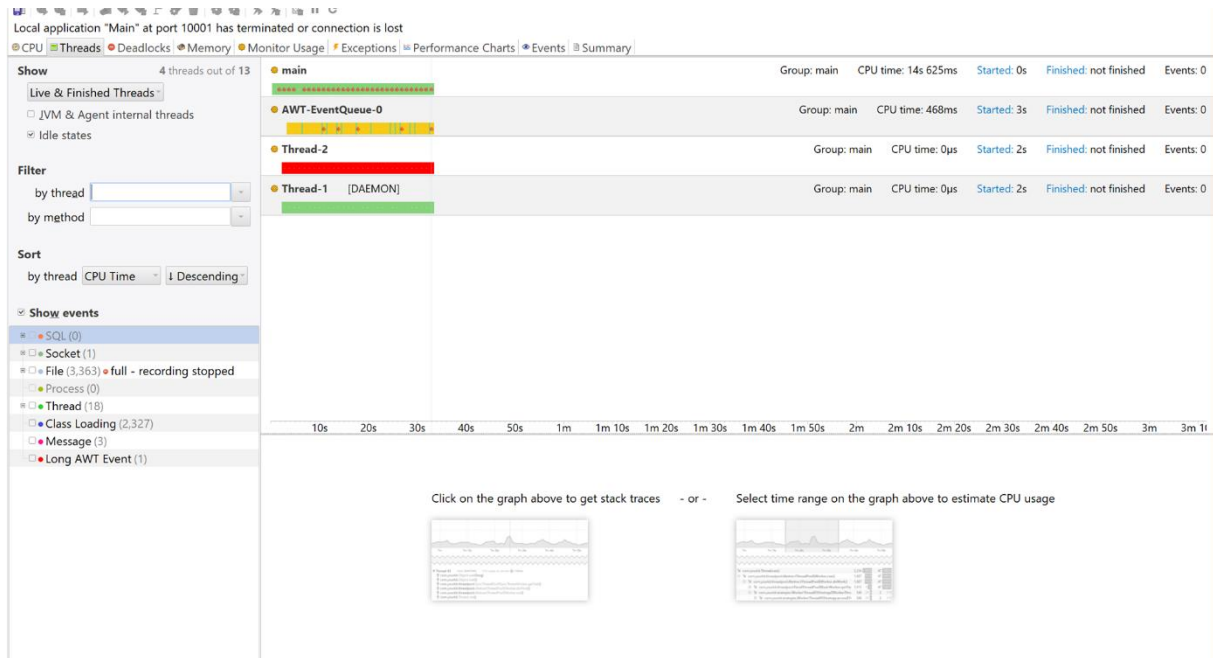 Local application "Main" at port 10001 has terminated or connection is lost
CPU Threads Deadlocks Memory Monitor Usage Exceptions Performance Charts Events Summary
Show 4 threads out of 13
Live & Finished Threads
JVM & Agent internal threads
Idle states
Filter
by thread
by method
Sort
by thread CPU Time ↓ Descending
Show events
SQL (0)
Socket (1)
File (3,363) full - recording stopped
Process (0)
Thread (18)
Class Loading (2,327)
Message (3)
Long AWT Event (1)
main Group: main CPU time: 14s 625ms Started: 0s Finished: not finished Events: 0
AWT-EventQueue-0 Group: main CPU time: 468ms Started: 3s Finished: not finished Events: 0
Thread-2 Group: main CPU time: 0µs Started: 2s Finished: not finished Events: 0
Thread-1 [DAEMON] Group: main CPU time: 0µs Started: 2s Finished: not finished Events: 0
10s 20s 30s 40s 50s 1m 1m 10s 1m 20s 1m 30s 1m 40s 1m 50s 2m 2m 10s 2m 20s 2m 30s 2m 40s 2m 50s 3m 3m
Click on the graph above to get stack traces - or - Select time range on the graph above to estimate CPU usage